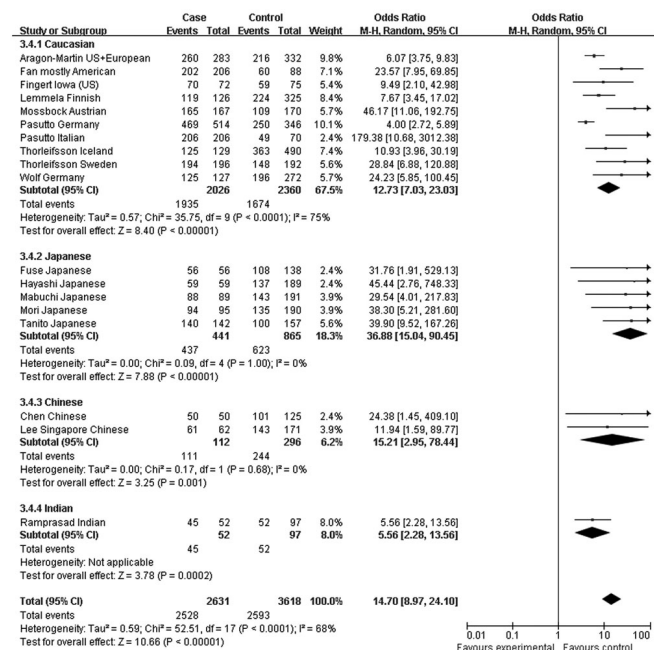 Case Control Odds Ratio Odds Ratio
Study or Subgroup Events Total Events Total Weight M-H, Random, 95% CI M-H, Random, 95% CI
3.4.1 Caucasian
Aragon-Martin US+European 260 283 216 332 9.8% 6.07 [3.75, 9.83]
Fan mostly American 202 206 60 88 7.2% 23.57 [7.95, 69.85]
Fingert Iowa (US) 70 72 59 75 5.0% 9.49 [2.10, 42.98]
Lemmela Finnish 119 126 224 325 8.5% 7.67 [3.45, 17.02]
Mossbock Austrian 165 167 109 170 5.3% 46.17 [11.06, 192.75]
Pasutto Germany 469 514 250 346 10.1% 4.00 [2.72, 5.89]
Pasutto Italian 206 206 49 70 2.4% 179.38 [10.68, 3012.38]
Thorleifsson Iceland 125 129 363 490 7.5% 10.93 [3.96, 30.19]
Thorleifsson Sweden 194 196 148 192 5.3% 28.84 [6.88, 120.88]
Wolf Germany 125 127 196 272 5.3% 24.23 [5.85, 100.45]
Subtotal (95% CI) 2026 2360 67.5% 12.73 [7.03, 23.03]
Total events 1935 1674
Heterogeneity: Tau² = 0.57; Chi² = 35.75, df = 9 (P < 0.0001); I² = 75%
Test for overall effect: Z = 8.40 (P < 0.00001)
3.4.2 Japanese
Fuse Japanese 56 56 108 138 2.4% 31.76 [1.91, 529.13]
Hayashi Japanese 59 59 137 189 2.4% 45.44 [2.76, 748.33]
Mabuchi Japanese 88 89 143 191 3.9% 29.54 [4.01, 217.83]
Mori Japanese 94 95 135 190 3.9% 38.30 [5.21, 281.60]
Tanito Japanese 140 142 100 157 5.3% 39.90 [9.52, 167.26]
Subtotal (95% CI) 441 865 18.3% 36.88 [15.04, 90.45]
Total events 437 623
Heterogeneity: Tau² = 0.00; Chi² = 0.09, df = 4 (P = 1.00); I² = 0%
Test for overall effect: Z = 7.88 (P < 0.00001)
3.4.3 Chinese
Chen Chinese 50 50 101 125 2.4% 24.38 [1.45, 409.10]
Lee Singapore Chinese 61 62 143 171 3.9% 11.94 [1.59, 89.77]
Subtotal (95% CI) 112 296 6.2% 15.21 [2.95, 78.44]
Total events 111 244
Heterogeneity: Tau² = 0.00; Chi² = 0.17, df = 1 (P = 0.68); I² = 0%
Test for overall effect: Z = 3.25 (P = 0.001)
3.4.4 Indian
Ramprasad Indian 45 52 52 97 8.0% 5.56 [2.28, 13.56]
Subtotal (95% CI) 52 97 8.0% 5.56 [2.28, 13.56]
Total events 45 52
Heterogeneity: Not applicable
Test for overall effect: Z = 3.78 (P = 0.0002)
Total (95% CI) 2631 3618 100.0% 14.70 [8.97, 24.10]
Total events 2528 2593
Heterogeneity: Tau² = 0.59; Chi² = 52.51, df = 17 (P < 0.0001); I² = 68%
Test for overall effect: Z = 10.66 (P < 0.00001)
0.01 0.1 1 10 100
Favours experimental Favours control